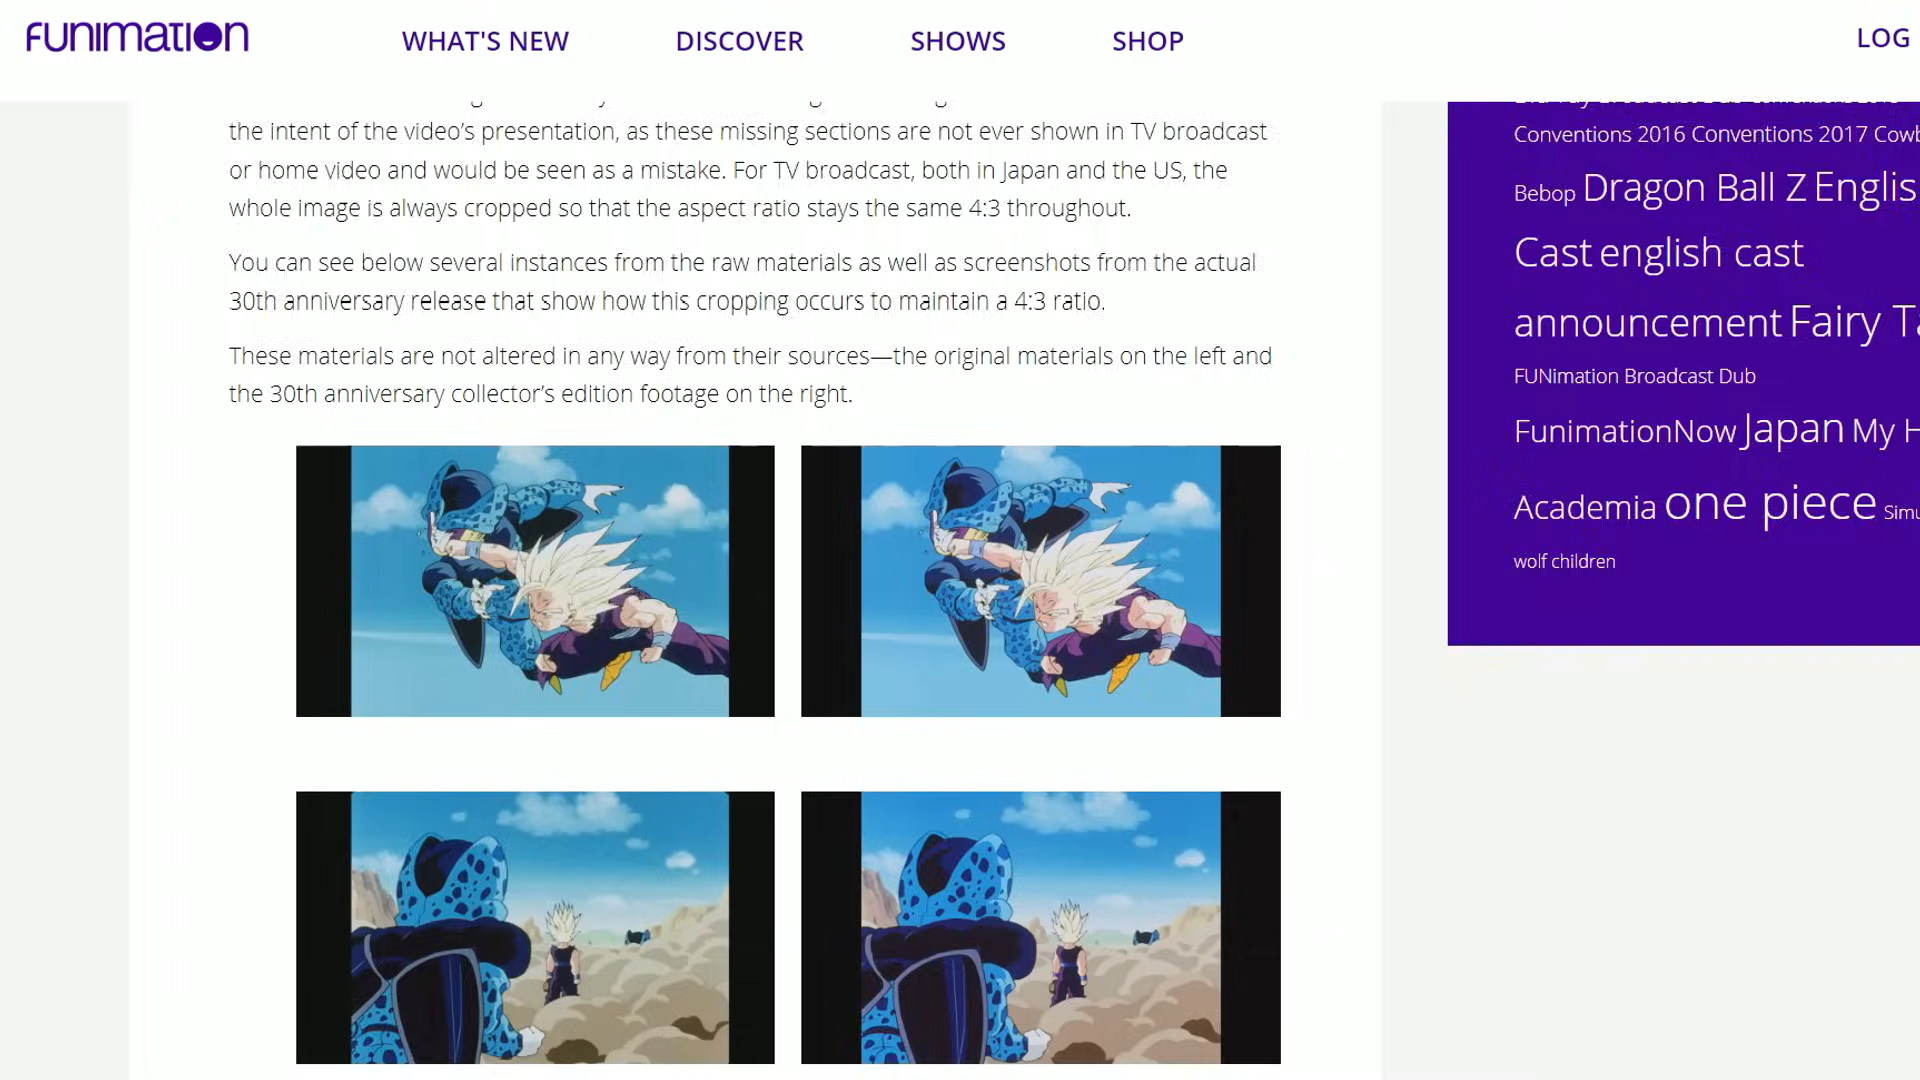 FUNIMATION
WHAT'S NEW DISCOVER SHOWS SHOP LOG
the intent of the video’s presentation, as these missing sections are not ever shown in TV broadcast
or home video and would be seen as a mistake. For TV broadcast, both in Japan and the US, the
whole image is always cropped so that the aspect ratio stays the same 4:3 throughout.
You can see below several instances from the raw materials as well as screenshots from the actual
30th anniversary release that show how this cropping occurs to maintain a 4:3 ratio.
These materials are not altered in any way from their sources—the original materials on the left and
the 30th anniversary collector’s edition footage on the right.
Conventions 2016 Conventions 2017 Cowb
Bebop Dragon Ball Z Englis
Cast english cast
announcement Fairy Ta
FUNimation Broadcast Dub
FunimationNow Japan My H
Academia one piece Simu
wolf children